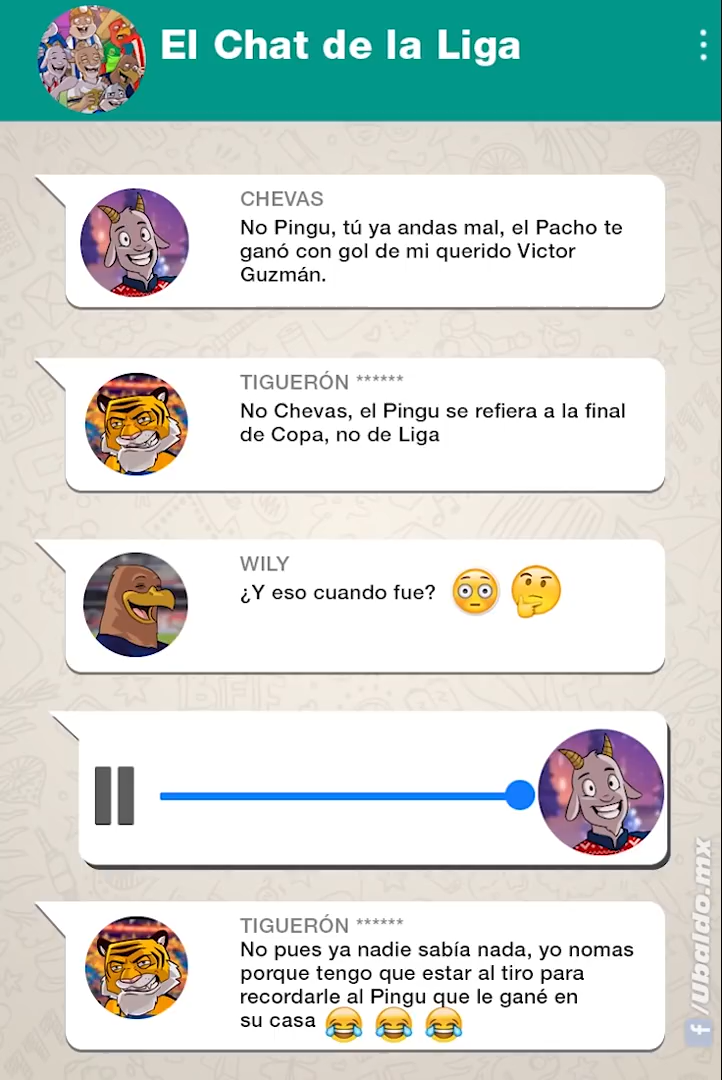 El Chat de la Liga
CHEVAS
No Pingu, tú ya andas mal, el Pacho te
ganó con gol de mi querido Victor
Guzmán.
TIGUERÓN ******
No Chevas, el Pingu se refiera a la final
de Copa, no de Liga
WILY
¿Y eso cuando fue? 😳 🤔
TIGUERÓN ******
No pues ya nadie sabía nada, yo nomas
porque tengo que estar al tiro para
recordarle al Pingu que le gané en
su casa 😂 😂 😂
f/Ubaldo.mx